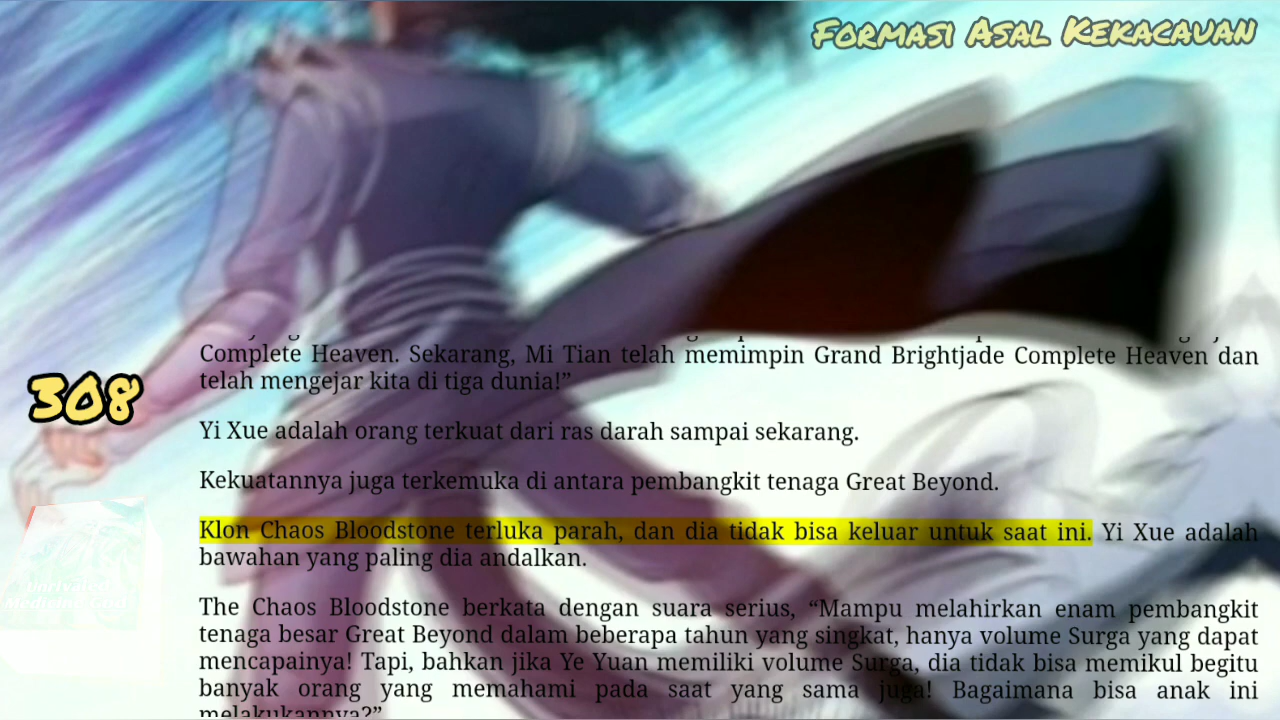 Formasi Asal Kekacauan
Complete Heaven. Sekarang, Mi Tian telah memimpin Grand Brightjade Complete Heaven dan
telah mengejar kita di tiga dunia!”
308
Yi Xue adalah orang terkuat dari ras darah sampai sekarang.
Kekuatannya juga terkemuka di antara pembangkit tenaga Great Beyond.
Klon Chaos Bloodstone terluka parah, dan dia tidak bisa keluar untuk saat ini. Yi Xue adalah
bawahan yang paling dia andalkan.
Unrivaled
Medicine God
The Chaos Bloodstone berkata dengan suara serius, “Mampu melahirkan enam pembangkit
tenaga besar Great Beyond dalam beberapa tahun yang singkat, hanya volume Surga yang dapat
mencapainya! Tapi, bahkan jika Ye Yuan memiliki volume Surga, dia tidak bisa memikul begitu
banyak orang yang memahami pada saat yang sama juga! Bagaimana bisa anak ini
melakukannya?”